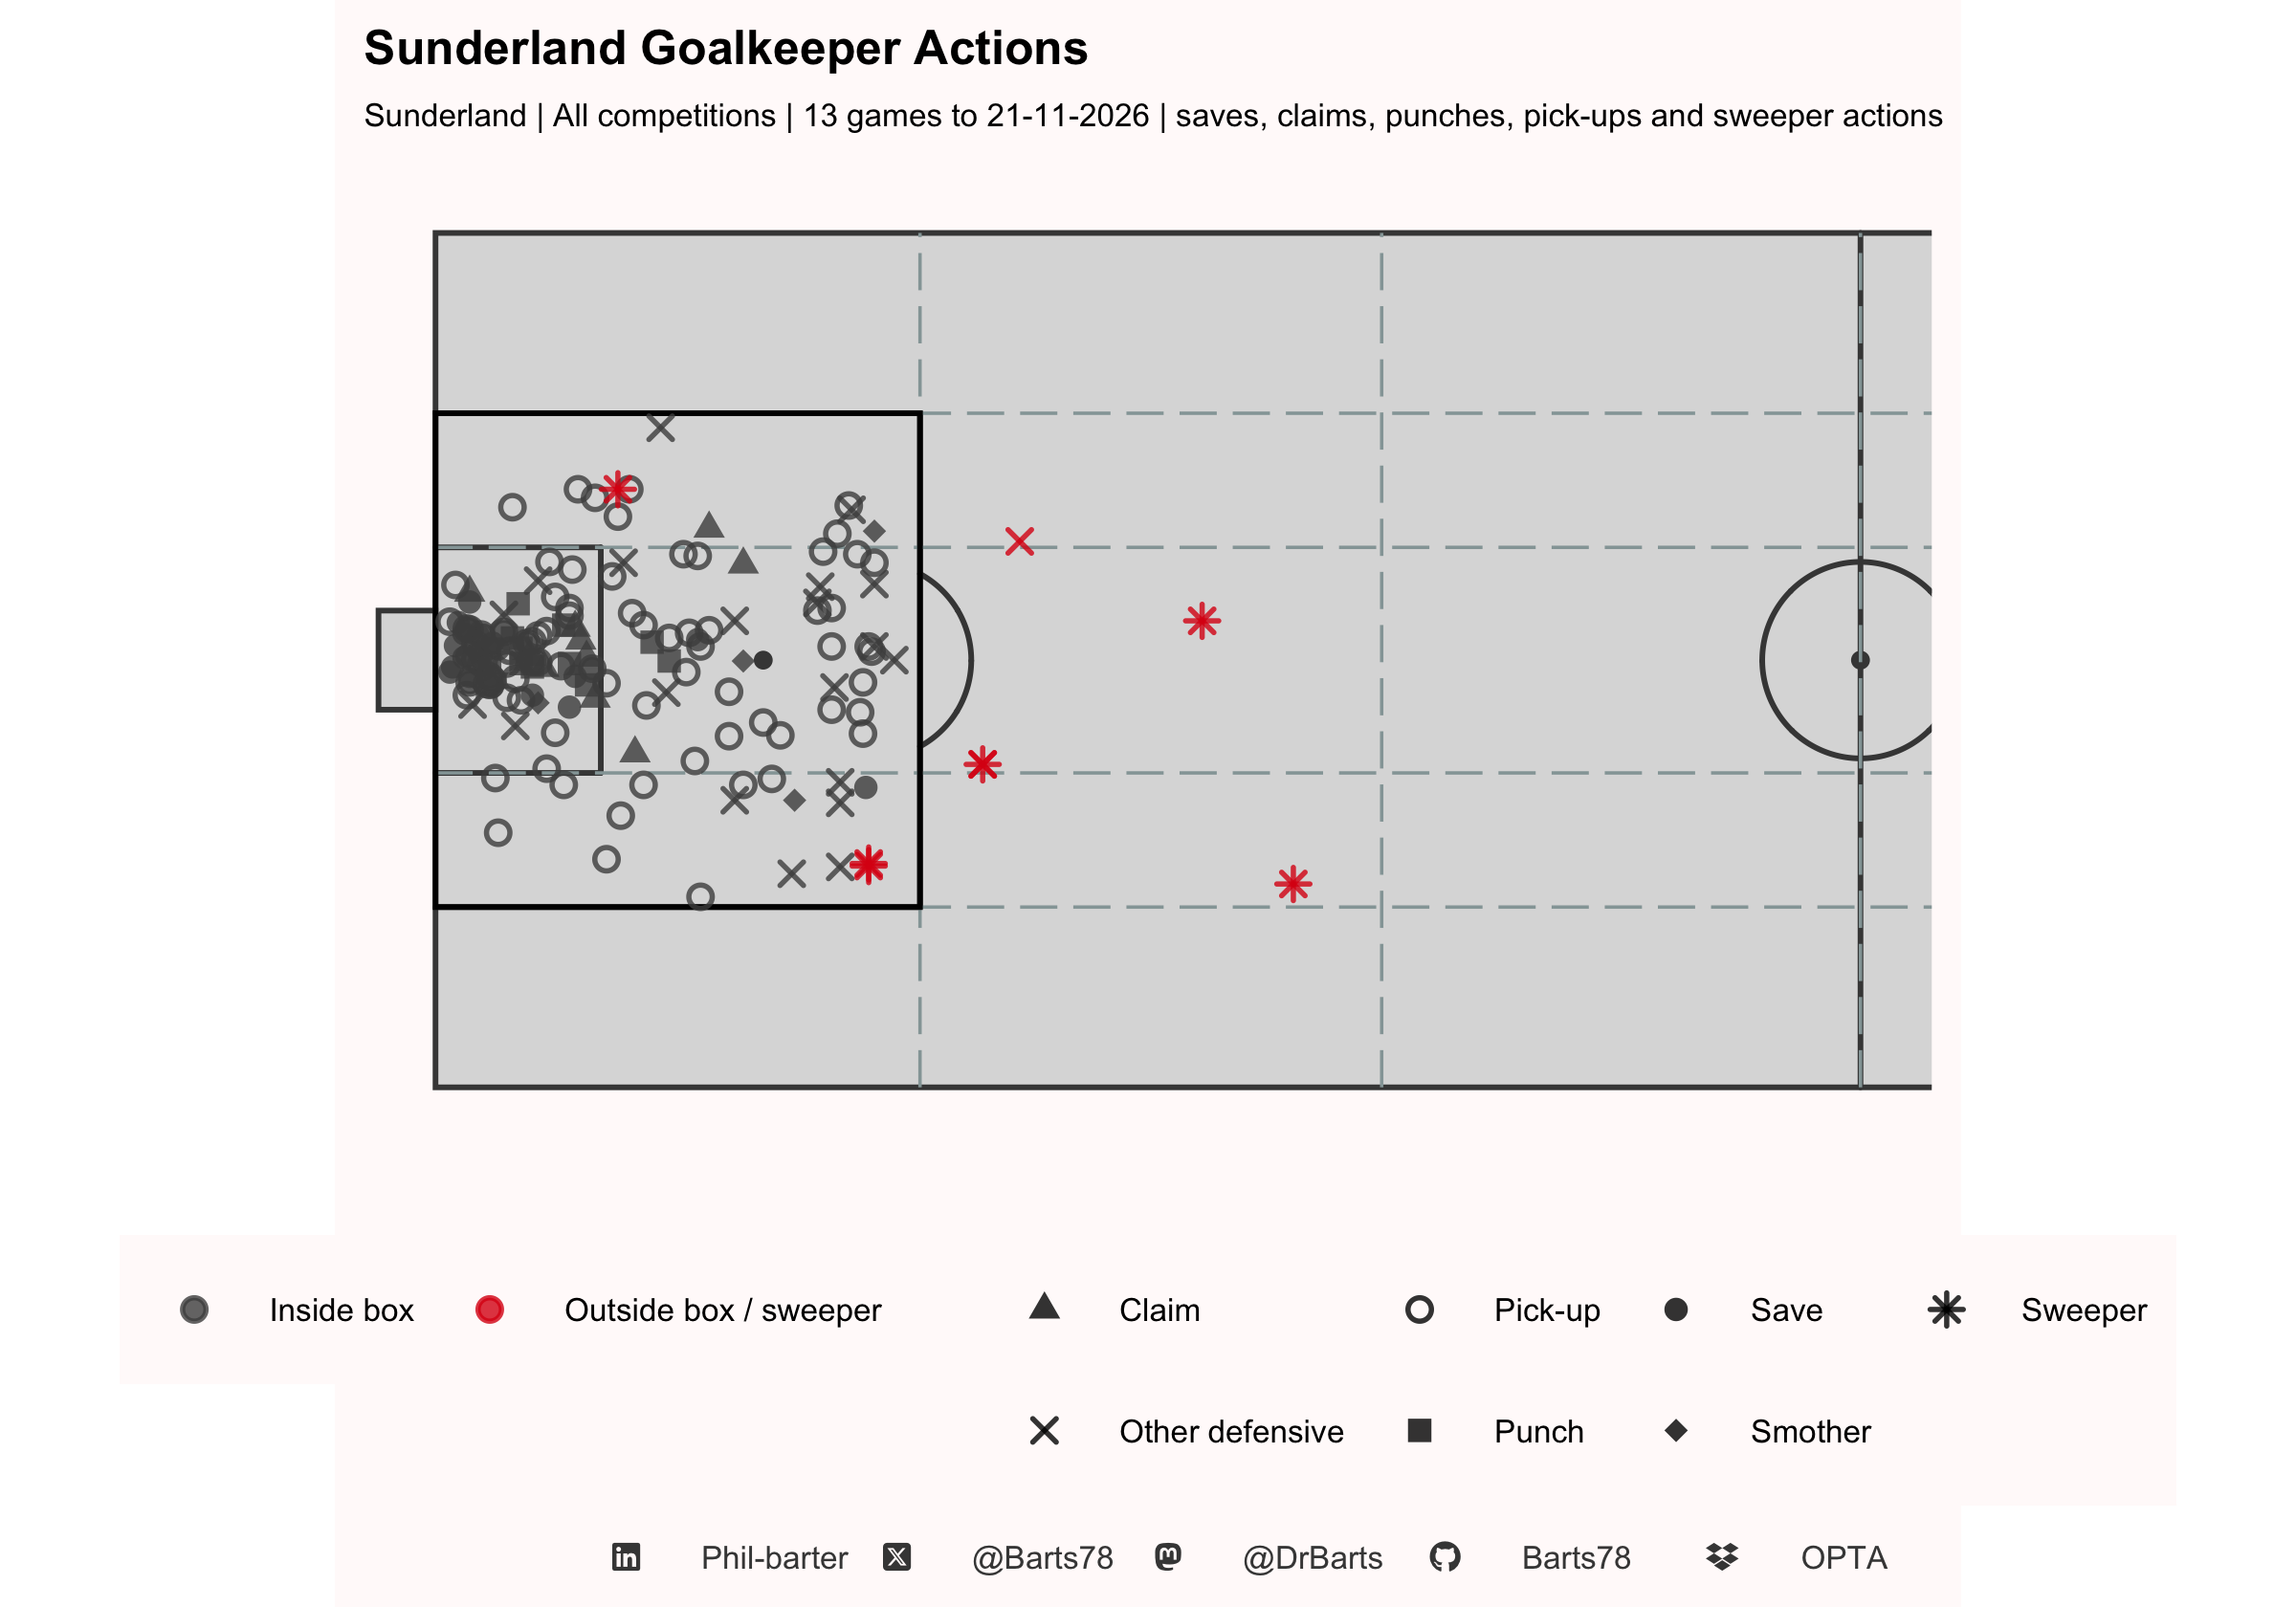 Sunderland Goalkeeper Actions
Sunderland | All competitions | 13 games to 21-11-2026 | saves, claims, punches, pick-ups and sweeper actions
Inside box Outside box / sweeper Claim Pick-up Save Sweeper
Other defensive Punch Smother
Phil-barter @Barts78 @DrBarts Barts78 OPTA